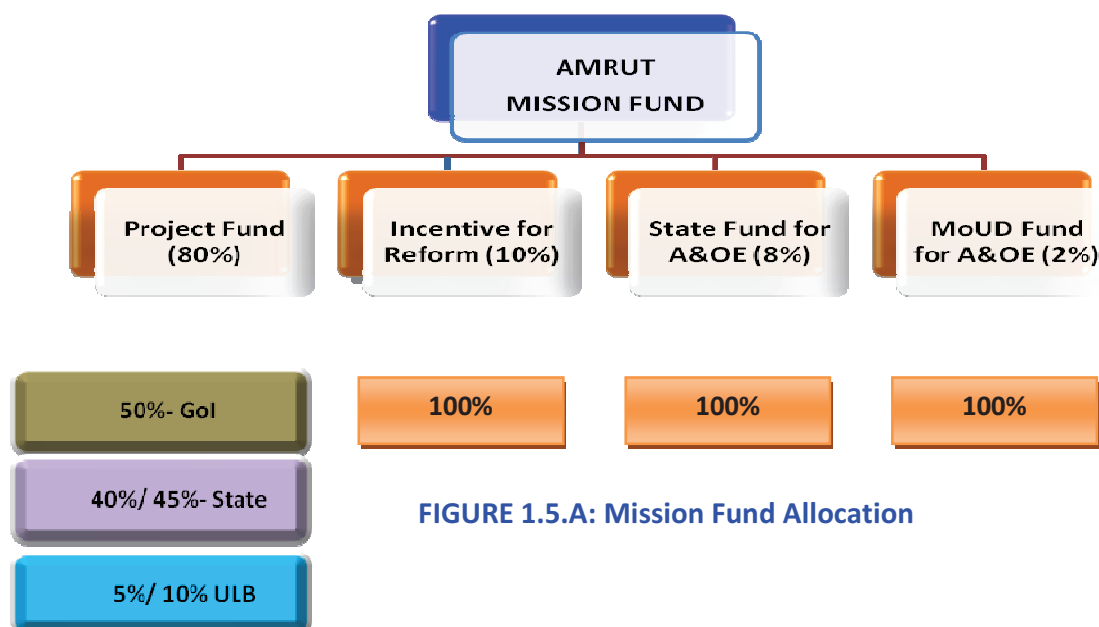 AMRUT
MISSION FUND
Project Fund
(80%)
Incentive for
Reform (10%)
State Fund for
A&OE (8%)
MoUD Fund
for A&OE (2%)
50%- GoI
100%
100%
100%
40%/ 45%- State
FIGURE 1.5.A: Mission Fund Allocation
5%/ 10% ULB